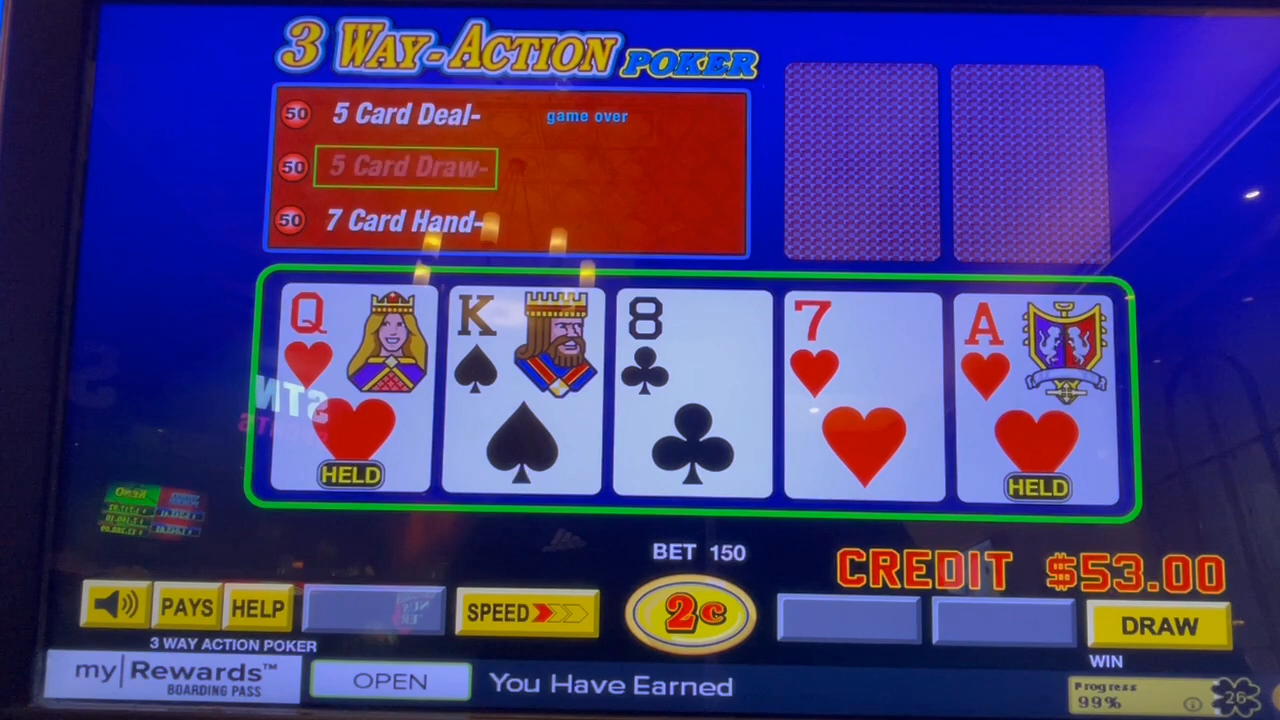 3 WAY-ACTION POKER
50 5 Card Deal- game over
50 5 Card Draw-
50 7 Card Hand-
Q K 8 7 A
HELD HELD
BET 150
CREDIT $53.00
PAYS HELP SPEED 2¢ DRAW
3 WAY ACTION POKER
WIN
my|Rewards™
BOARDING PASS
OPEN
You Have Earned
Progress
99%
26